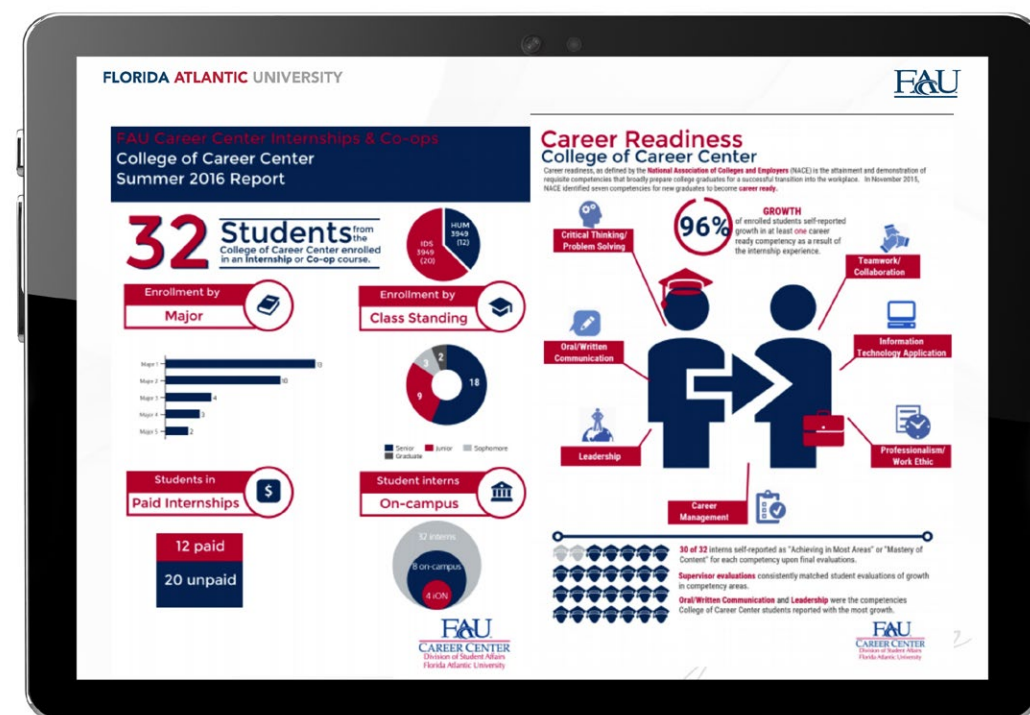 FLORIDA ATLANTIC UNIVERSITY
FAU
FAU Career Center Internships & Co-ops
College of Career Center
Summer 2016 Report
32 Students from the
College of Career Center enrolled
in an Internship or Co-op course.
HUM
3949
(12)
IDS
3949
(20)
Enrollment by
Major
Enrollment by
Class Standing
Major 1
13
Major 2
10
Major 3
4
Major 4
3
Major 5
2
3
2
18
9
Senior
Junior
Sophomore
Graduate
Students in
Paid Internships
$
Student interns
On-campus
12 paid
20 unpaid
32 interns
8 on-campus
4 iON
FAU
CAREER CENTER
Division of Student Affairs
Florida Atlantic University
Career Readiness
College of Career Center
Career readiness, as defined by the National Association of Colleges and Employers (NACE) is the attainment and demonstration of
requisite competencies that broadly prepare college graduates for a successful transition into the workplace. In November 2015,
NACE identified seven competencies for new graduates to become career ready.
96%
GROWTH
of enrolled students self-reported
growth in at least one career
ready competency as a result of
the internship experience.
Critical Thinking/
Problem Solving
Teamwork/
Collaboration
Oral/Written
Communication
Information
Technology Application
Leadership
Professionalism/
Work Ethic
Career
Management
30 of 32 interns self-reported as "Achieving in Most Areas" or "Mastery of
Content" for each competency upon final evaluations.
Supervisor evaluations consistently matched student evaluations of growth
in competency areas.
Oral/Written Communication and Leadership were the competencies
College of Career Center students reported with the most growth.
FAU
CAREER CENTER
Division of Student Affairs
Florida Atlantic University
2